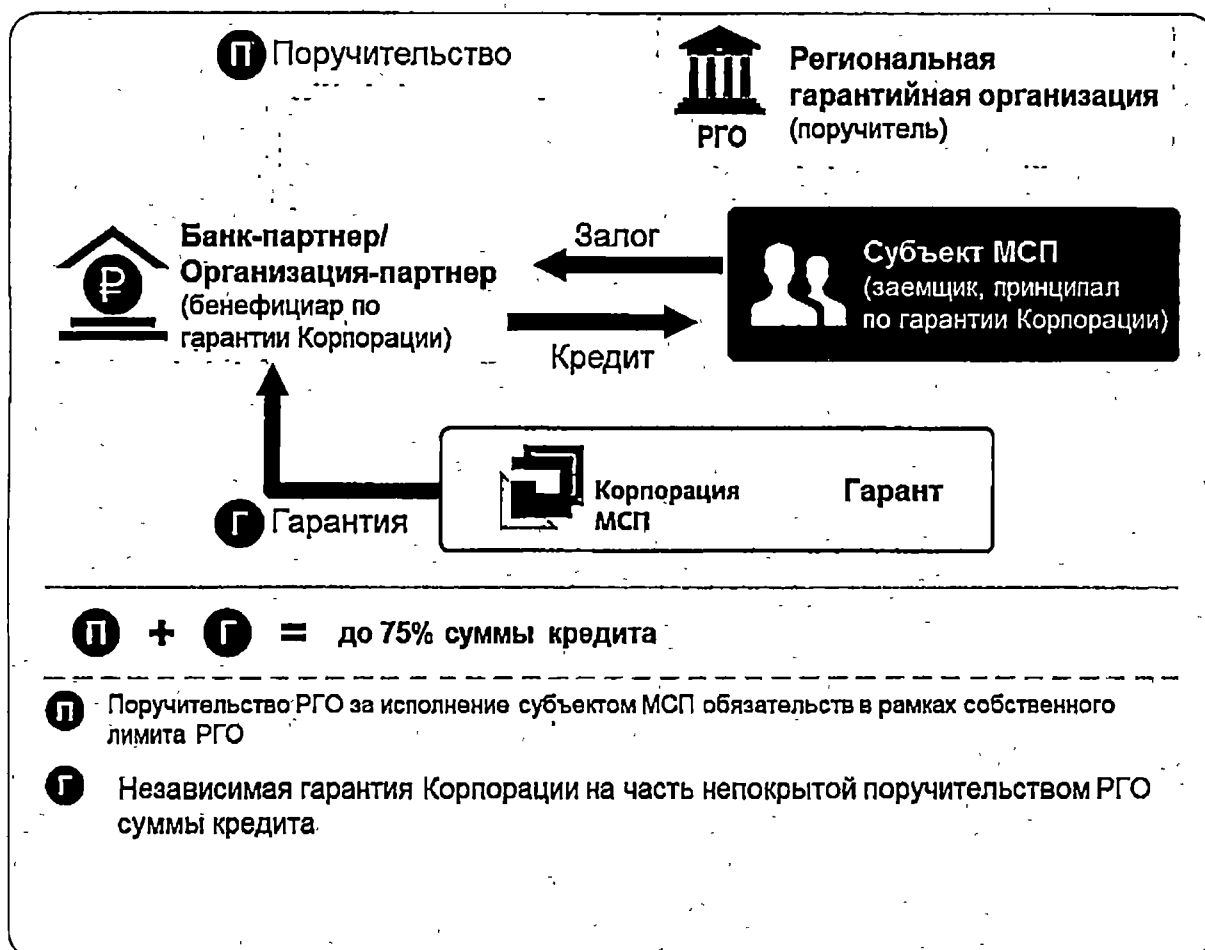 П Поручительство
Региональная
гарантийная организация
(поручитель)
РГО
Банк-партнер/
Организация-партнер
(бенефициар по
гарантии Корпорации)
₽
Залог
Кредит
Субъект МСП
(заемщик, принципал
по гарантии Корпорации)
Корпорация
МСП
Гарант
Г Гарантия
П + Г = до 75% суммы кредита
П Поручительство РГО за исполнение субъектом МСП обязательств в рамках собственного
лимита РГО
Г Независимая гарантия Корпорации на часть непокрытой поручительством РГО
суммы кредита